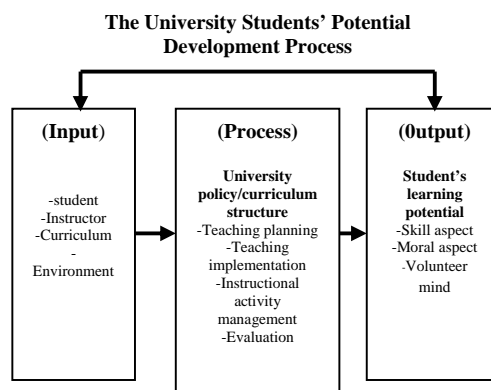 The University Students’ Potential
Development Process
(Input)
-student
-Instructor
-Curriculum
-
Environment
(Process)
University
policy/curriculum
structure
-Teaching planning
-Teaching
implementation
-Instructional
activity
management
-Evaluation
(0utput)
Student’s
learning
potential
-Skill aspect
-Moral aspect
-Volunteer
mind